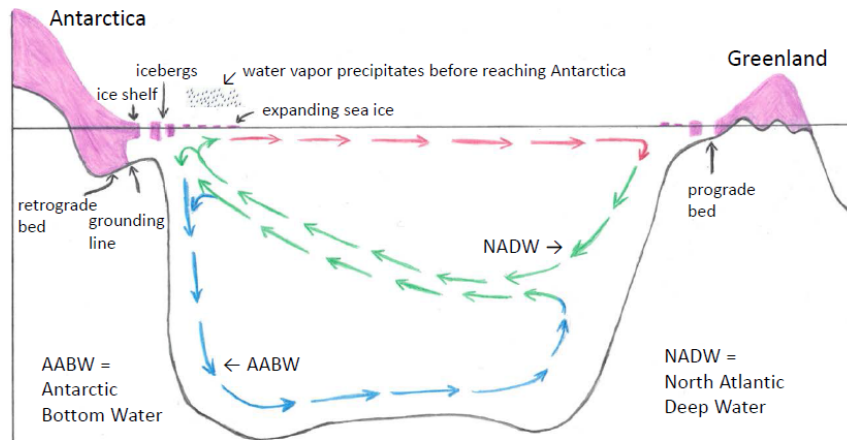 Antarctica
icebergs
ice shelf
water vapor precipitates before reaching Antarctica
expanding sea ice
Greenland
retrograde
bed
grounding
line
prograde
bed
NADW →
← AABW
AABW =
Antarctic
Bottom Water
NADW =
North Atlantic
Deep Water